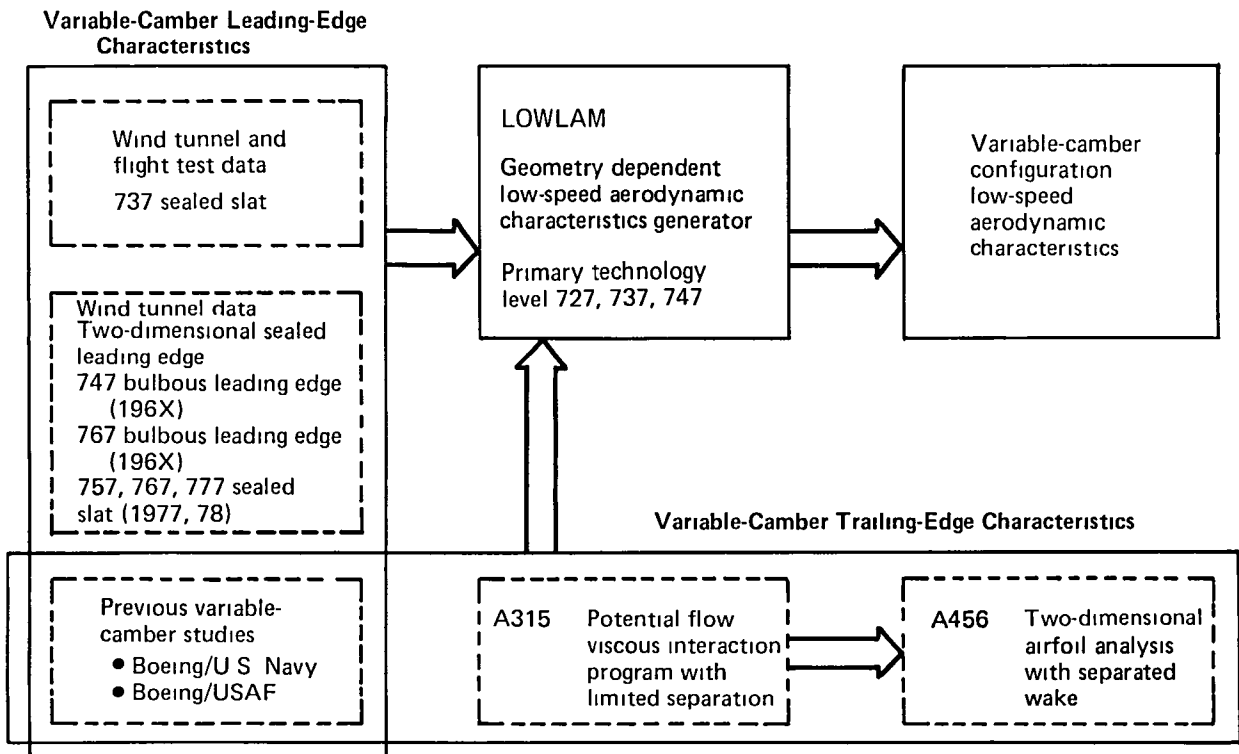 Variable-Camber Leading-Edge
Characteristics
Wind tunnel and
flight test data
737 sealed slat
Wind tunnel data
Two-dimensional sealed
leading edge
747 bulbous leading edge
(196X)
767 bulbous leading edge
(196X)
757, 767, 777 sealed
slat (1977, 78)
LOWLAM
Geometry dependent
low-speed aerodynamic
characteristics generator
Primary technology
level 727, 737, 747
Variable-camber
configuration
low-speed
aerodynamic
characteristics
Variable-Camber Trailing-Edge Characteristics
Previous variable-
camber studies
• Boeing/U S Navy
• Boeing/USAF
A315 Potential flow
viscous interaction
program with
limited separation
A456 Two-dimensional
airfoil analysis
with separated
wake